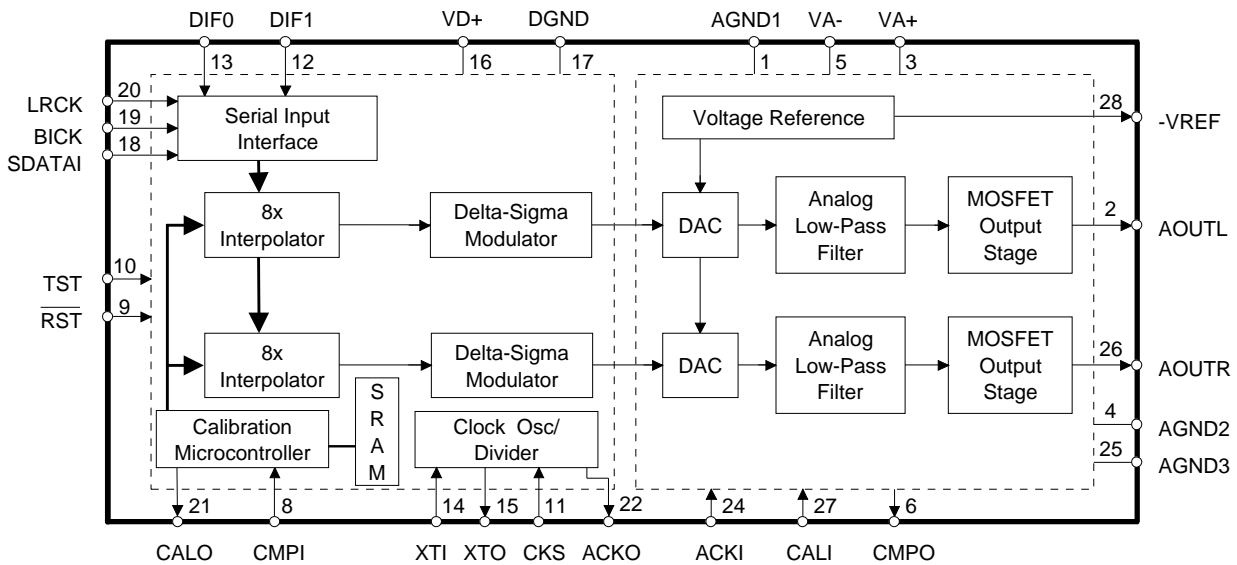 DIF0 DIF1 VD+ DGND AGND1 VA- VA+
13 12 16 17 1 5 3
LRCK 20
BICK 19
SDATAI 18
Serial Input
Interface
Voltage Reference
28 -VREF
8x
Interpolator
Delta-Sigma
Modulator
DAC
Analog
Low-Pass
Filter
MOSFET
Output
Stage
2 AOUTL
TST 10
RST 9
8x
Interpolator
Delta-Sigma
Modulator
DAC
Analog
Low-Pass
Filter
MOSFET
Output
Stage
26 AOUTR
4 AGND2
25 AGND3
Calibration
Microcontroller
S
R
A
M
Clock Osc/
Divider
21 8 14 15 11 22 24 27 6
CALO CMPI XTI XTO CKS ACKO ACKI CALI CMPO